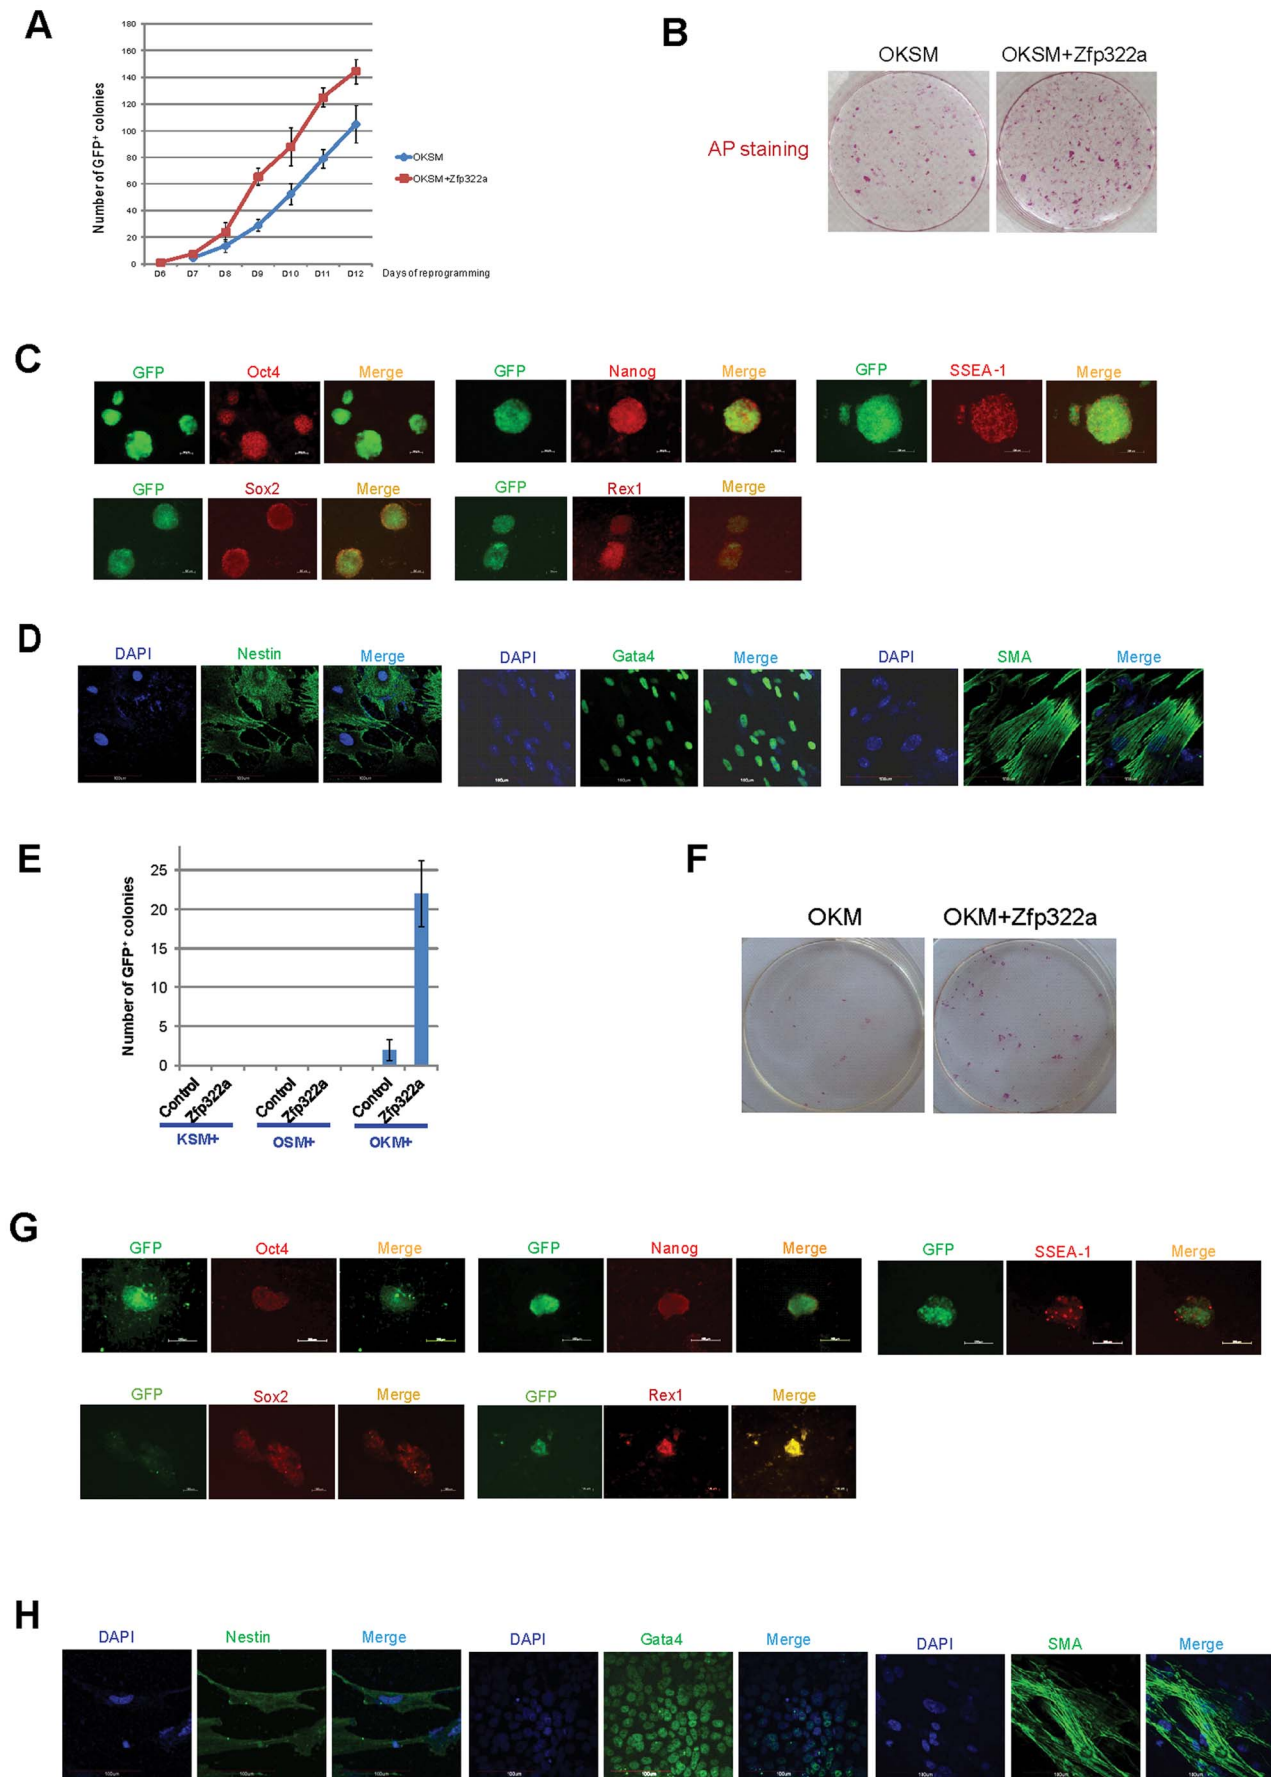 A
180
160
140
120
100
80
60
40
20
0
Number of GFP+ colonies
D6 D7 D8 D9 D10 D11 D12
Days of reprogramming
OKSM
OKSM+Zfp322a
B
OKSM OKSM+Zfp322a
AP staining
C
GFP Oct4 Merge GFP Nanog Merge GFP SSEA-1 Merge
GFP Sox2 Merge GFP Rex1 Merge
D
DAPI Nestin Merge DAPI Gata4 Merge DAPI SMA Merge
E
25
20
15
10
5
0
Number of GFP+ colonies
Control Zfp322a Control Zfp322a Control Zfp322a
KSM+ OSM+ OKM+
F
OKM OKM+Zfp322a
G
GFP Oct4 Merge GFP Nanog Merge GFP SSEA-1 Merge
GFP Sox2 Merge GFP Rex1 Merge
H
DAPI Nestin Merge DAPI Gata4 Merge DAPI SMA Merge